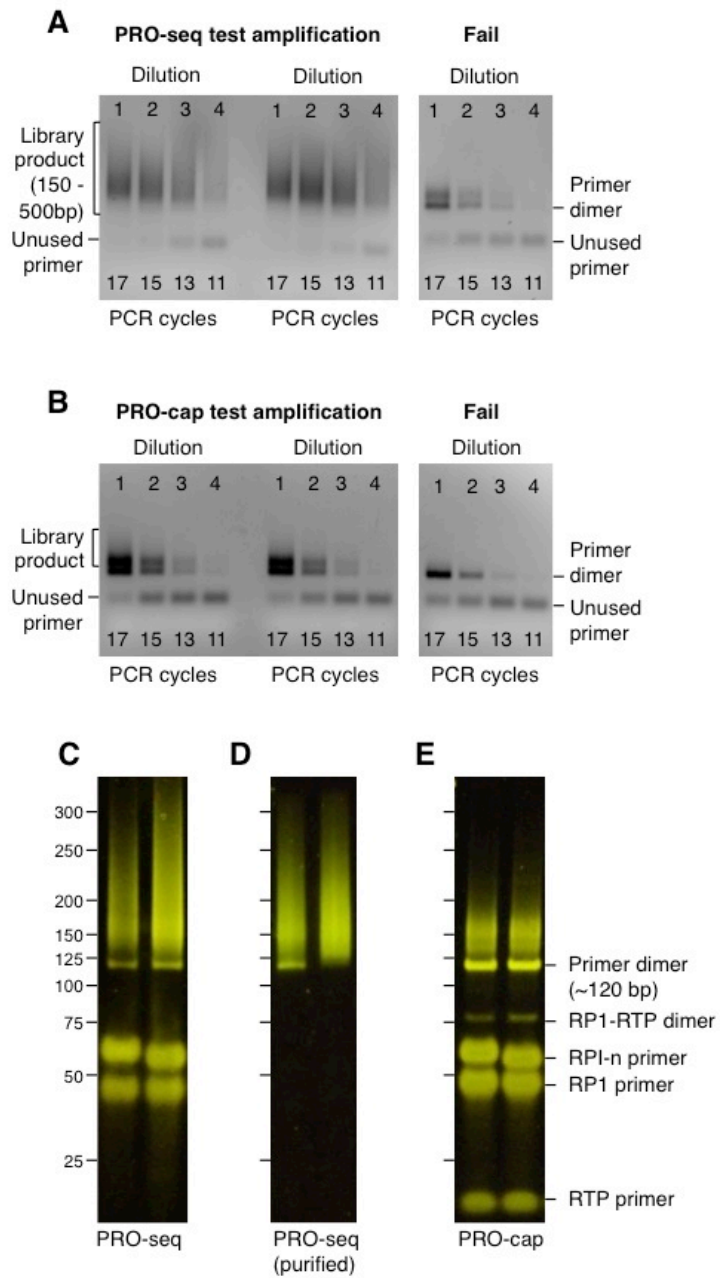 A
PRO-seq test amplification
Fail
Dilution
Dilution
Dilution
1 2 3 4
1 2 3 4
1 2 3 4
Library
product
(150 -
500bp)
Unused
primer
Primer
dimer
Unused
primer
17 15 13 11
17 15 13 11
17 15 13 11
PCR cycles
PCR cycles
PCR cycles
B
PRO-cap test amplification
Fail
Dilution
Dilution
Dilution
1 2 3 4
1 2 3 4
1 2 3 4
Library
product
Unused
primer
Primer
dimer
Unused
primer
17 15 13 11
17 15 13 11
17 15 13 11
PCR cycles
PCR cycles
PCR cycles
C
300
250
200
150
125
100
75
50
25
PRO-seq
D
PRO-seq
(purified)
E
Primer dimer
(~120 bp)
RP1-RTP dimer
RPI-n primer
RP1 primer
RTP primer
PRO-cap